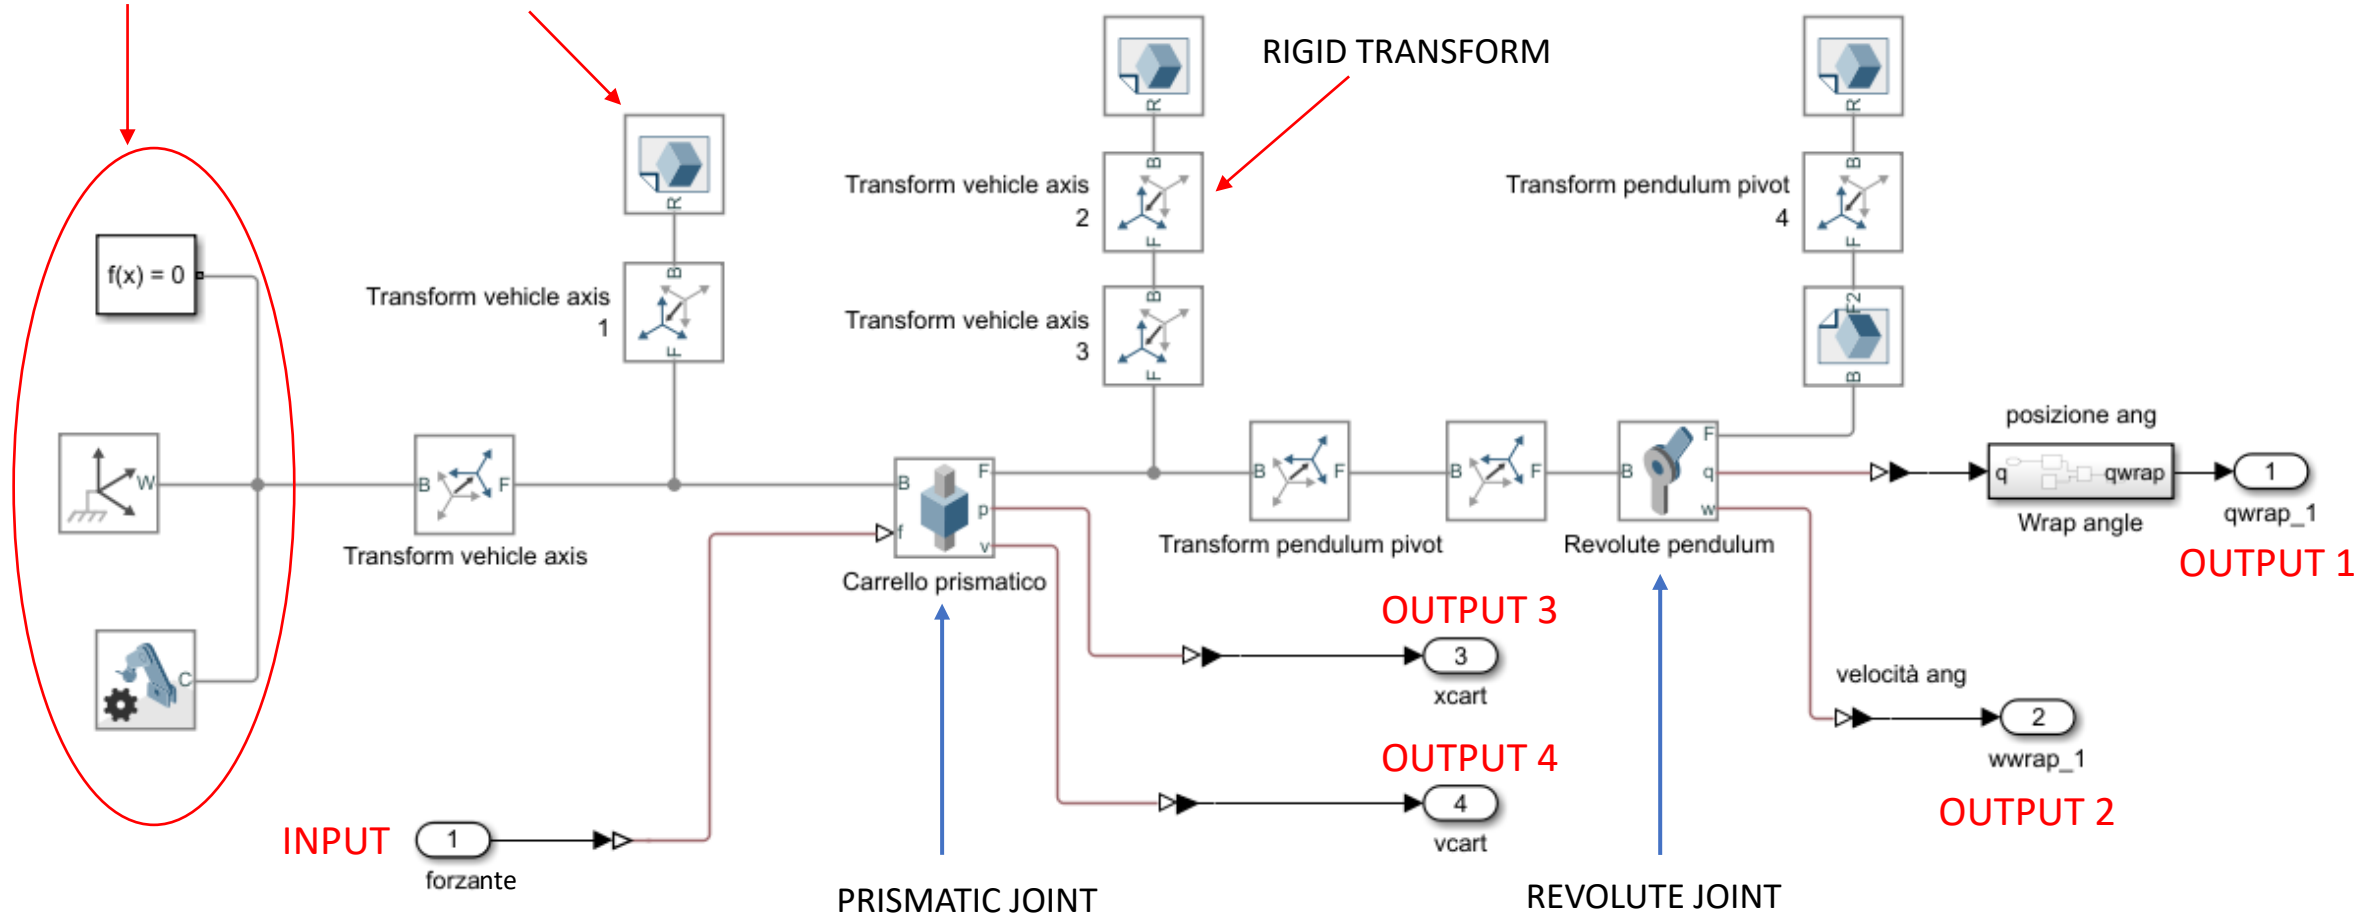 RIGID TRANSFORM
R
R
R
B
Transform vehicle axis
2
F
B
Transform pendulum pivot
4
F
f(x) = 0
B
Transform vehicle axis
1
F
B
Transform vehicle axis
3
F
F2
B
W
B
F
Transform vehicle axis
B
F
f
p
v
Carrello prismatico
B
F
Transform pendulum pivot
B
F
B
F
q
w
Revolute pendulum
posizione ang
q
qwrap
Wrap angle
1
qwrap_1
OUTPUT 1
C
OUTPUT 3
3
xcart
velocità ang
2
wwrap_1
OUTPUT 2
OUTPUT 4
4
vcart
INPUT
1
forzante
PRISMATIC JOINT
REVOLUTE JOINT